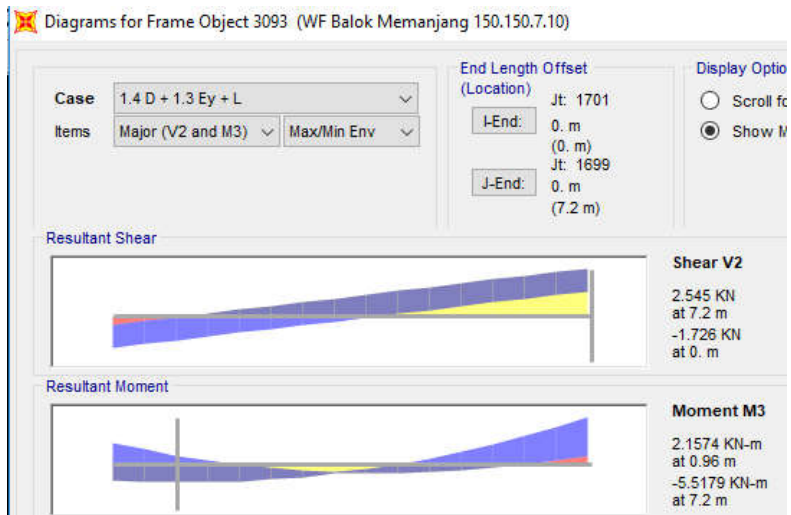 Diagrams for Frame Object 3093 (WF Balok Memanjang 150.150.7.10)
Case 1.4 D + 1.3 Ey + L
Items Major (V2 and M3) Max/Min Env
End Length Offset
(Location)
Jt: 1701
I-End: 0. m
(0. m)
Jt: 1699
J-End: 0. m
(7.2 m)
Display Optio
Scroll fo
Show M
Resultant Shear
Shear V2
2.545 KN
at 7.2 m
-1.726 KN
at 0. m
Resultant Moment
Moment M3
2.1574 KN-m
at 0.96 m
-5.5179 KN-m
at 7.2 m